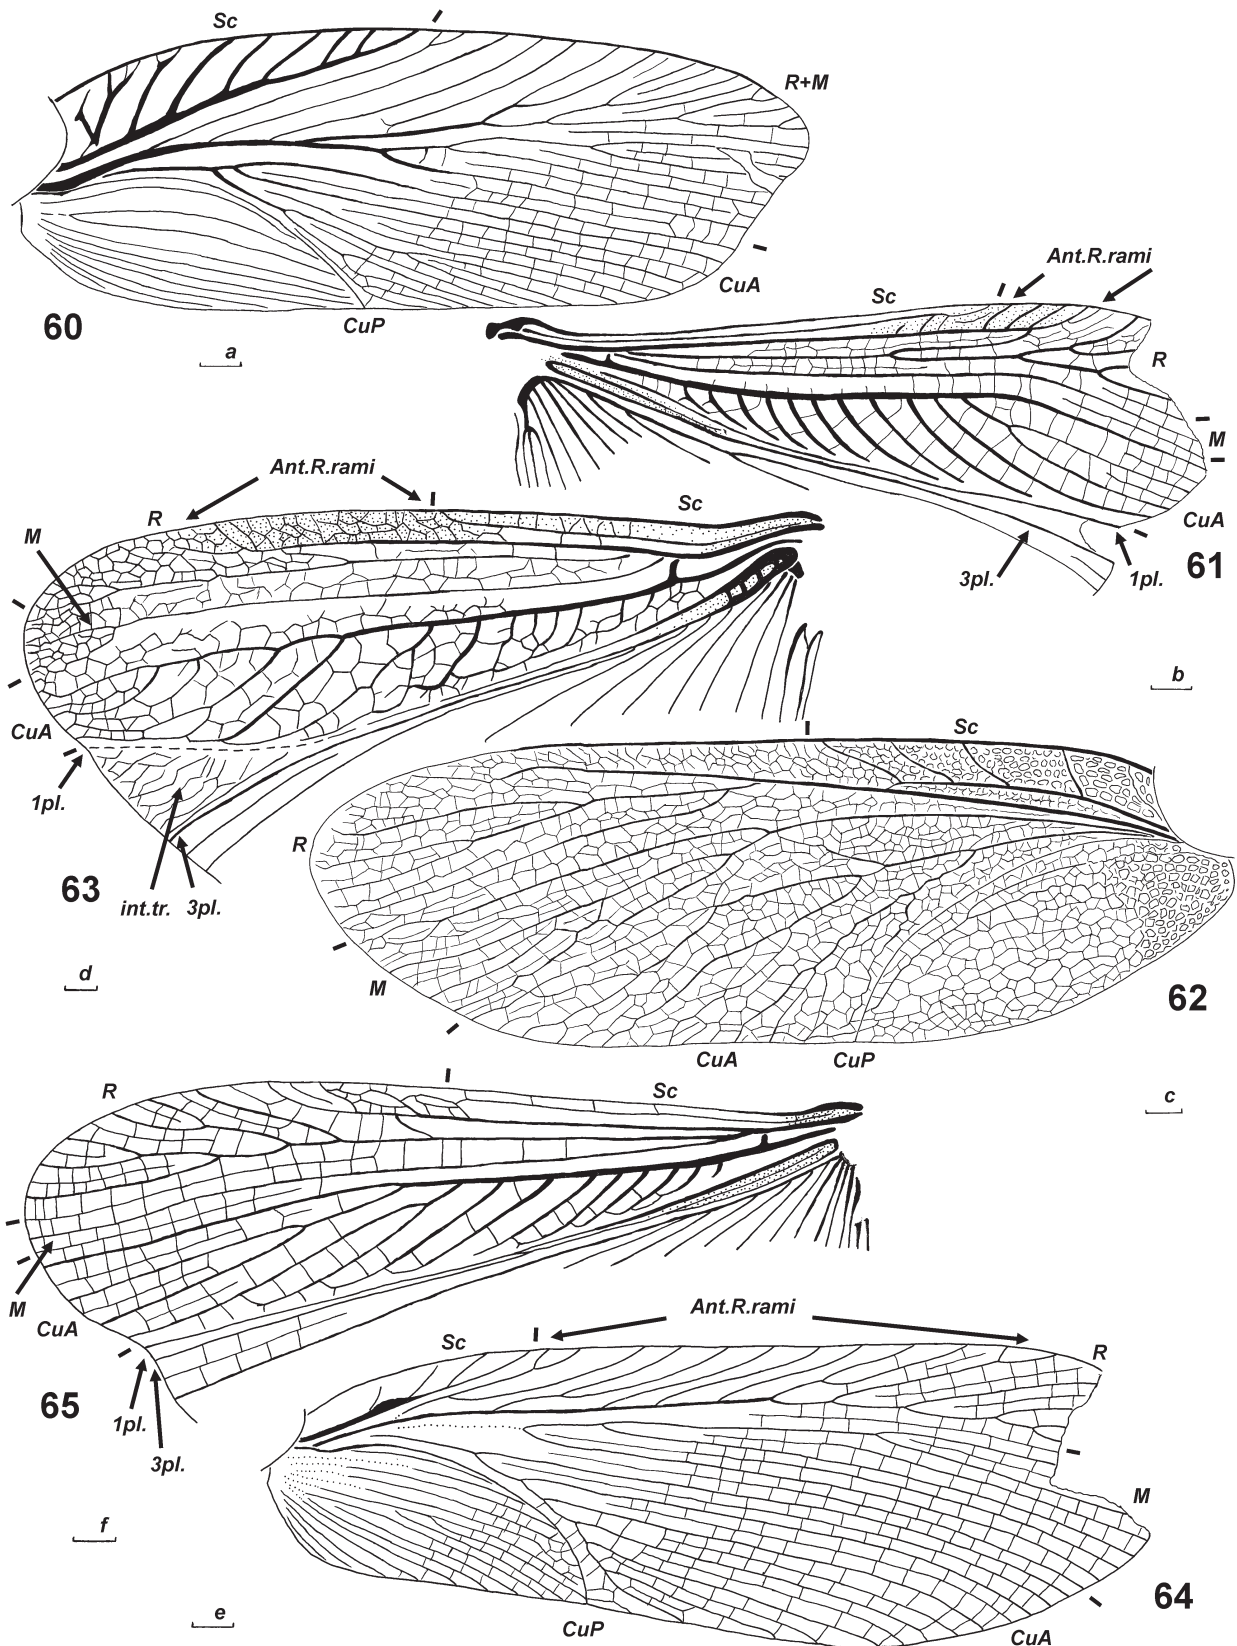 Sc
R+M
CuA
CuP
60
a
Ant.R.rami
Sc
R
M
CuA
1pl.
3pl.
61
b
Ant.R.rami
R
Sc
M
CuA
1pl.
63
int.tr. 3pl.
d
Sc
R
M
CuA
CuP
62
c
R
Sc
M
CuA
65
1pl.
3pl.
f
Ant.R.rami
Sc
R
M
64
CuP
CuA
e